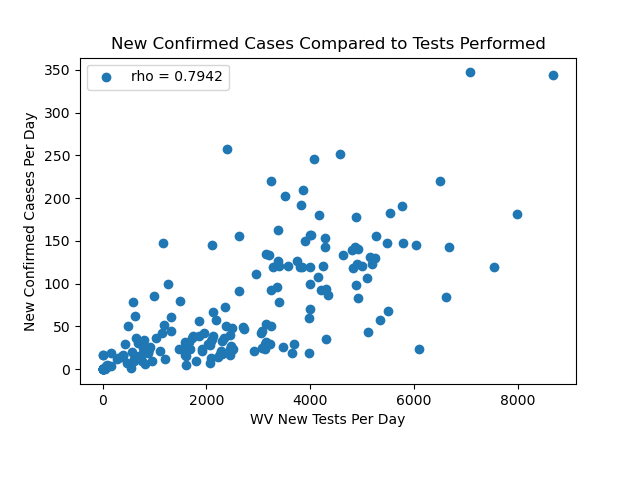 New Confirmed Cases Compared to Tests Performed
rho = 0.7942
350
300
250
200
150
100
50
0
New Confirmed Caeses Per Day
0 2000 4000 6000 8000
WV New Tests Per Day